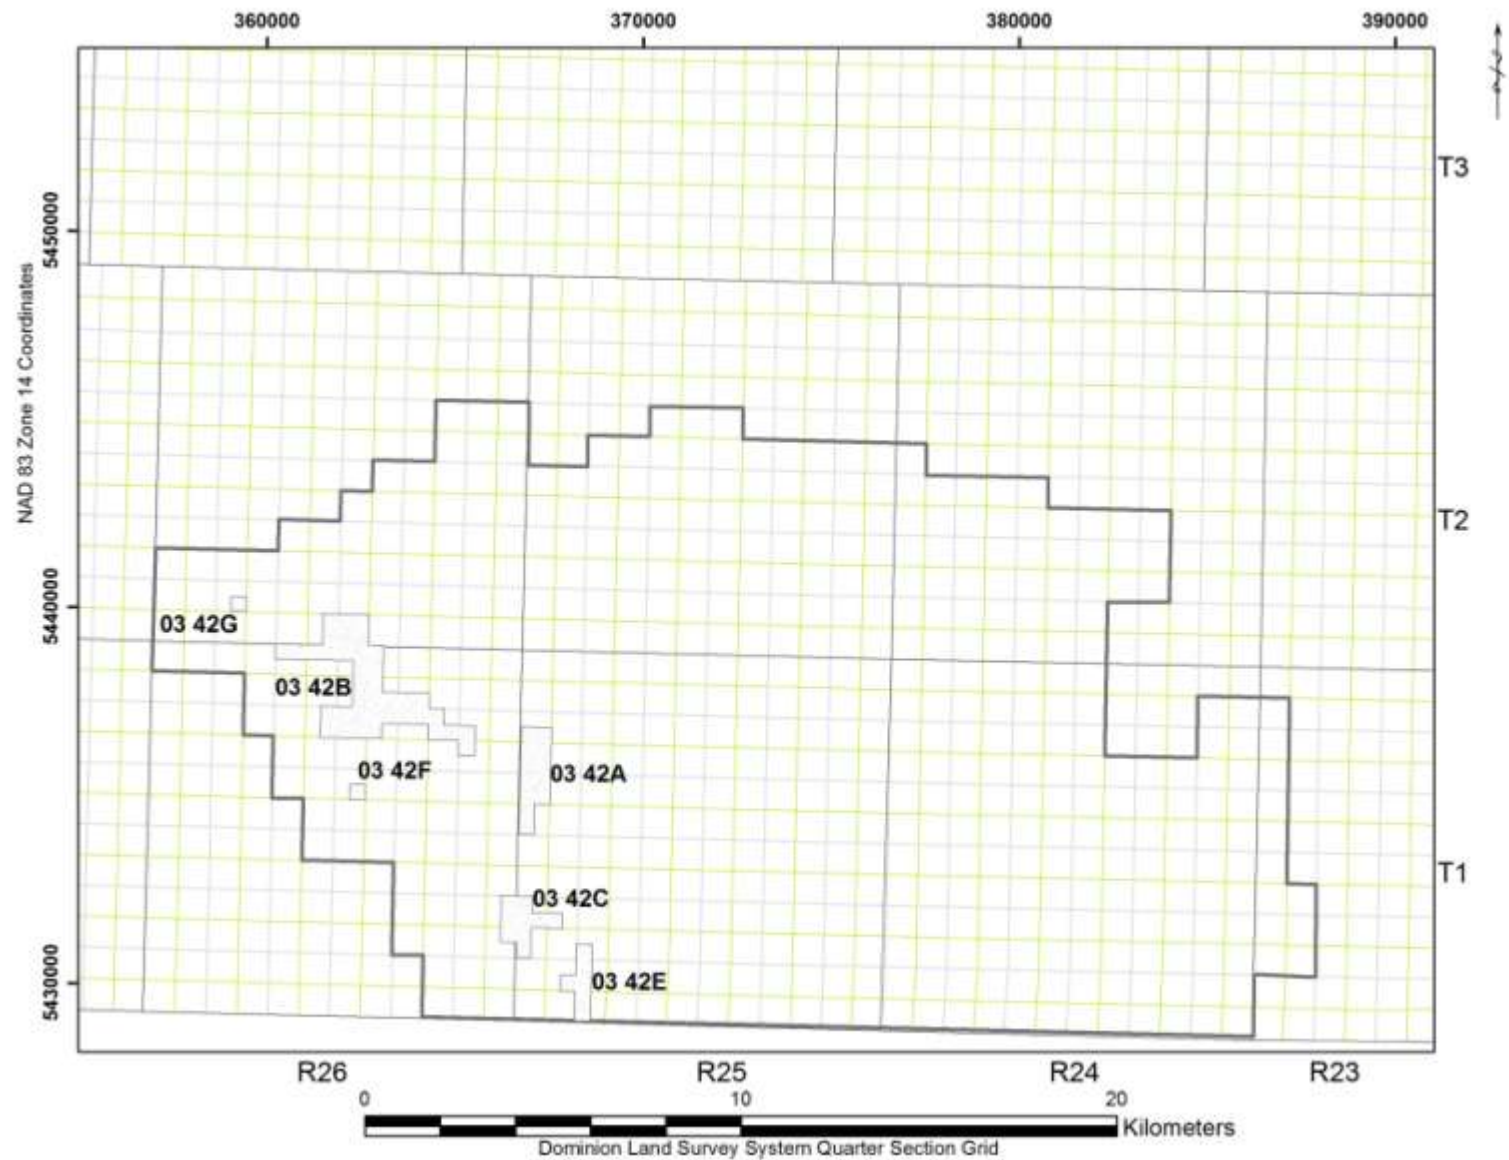 360000 370000 380000 390000
T3
5450000
NAD 83 Zone 14 Coordinates
T2
5440000
03 42G
03 42B
03 42F
03 42A
T1
03 42C
03 42E
5430000
R26 R25 R24 R23
0 10 20
Kilometers
Dominion Land Survey System Quarter Section Grid